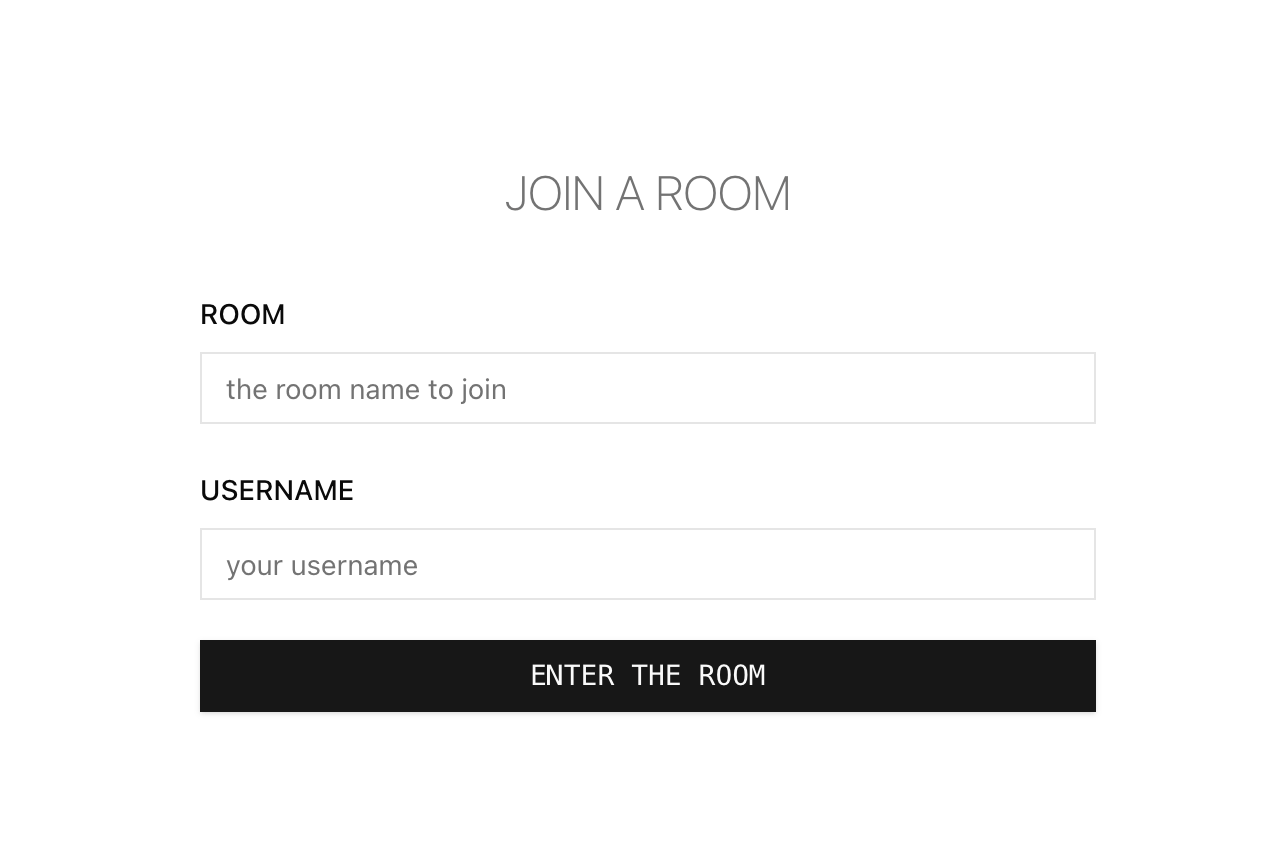 JOIN A ROOM
ROOM
the room name to join
USERNAME
your username
ENTER THE ROOM